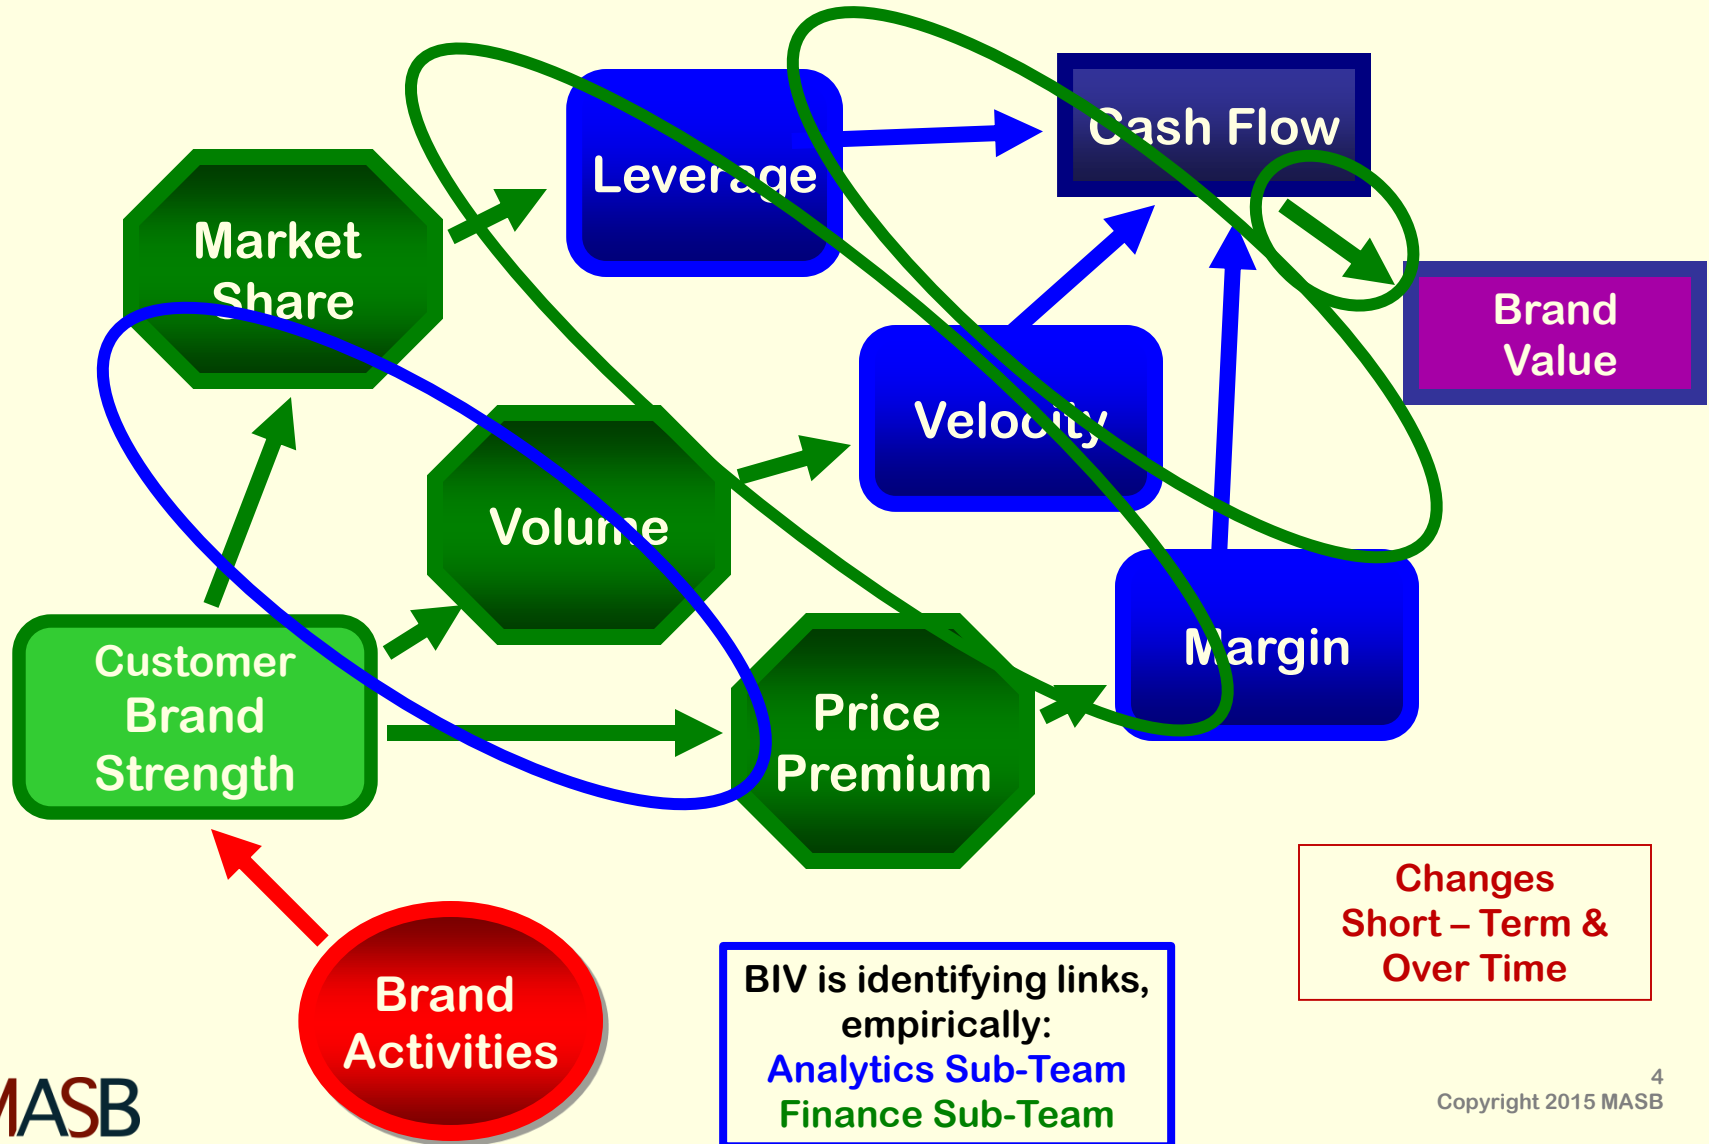 Cash Flow
Leverage
Market
Share
Brand
Value
Velocity
Volume
Margin
Customer
Brand
Strength
Price
Premium
Changes
Short – Term &
Over Time
Brand
Activities
BIV is identifying links,
empirically:
Analytics Sub-Team
Finance Sub-Team
MASB
4
Copyright 2015 MASB